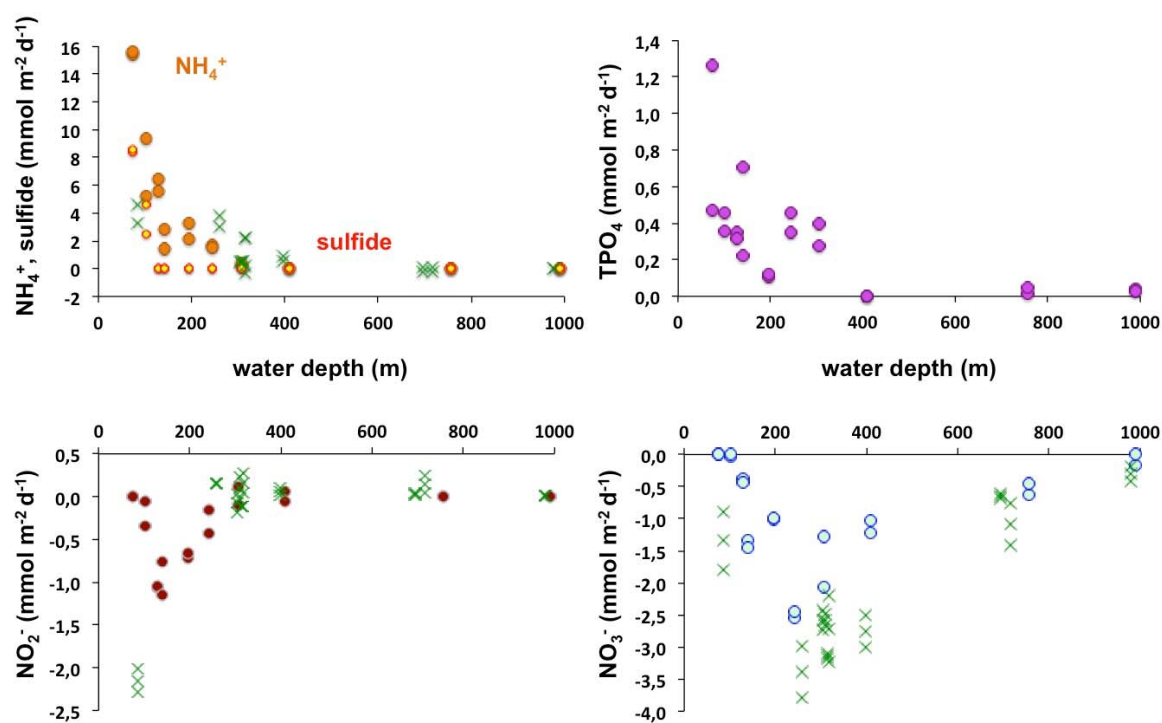 16
14
12
10
8
6
4
2
0
-2
NH₄⁺, sulfide (mmol m⁻² d⁻¹)
NH₄⁺
sulfide
0 200 400 600 800 1000
water depth (m)
1,4
1,2
1,0
0,8
0,6
0,4
0,2
0,0
TPO₄ (mmol m⁻² d⁻¹)
0 200 400 600 800 1000
water depth (m)
0 200 400 600 800 1000
0,5
0,0
-0,5
-1,0
-1,5
-2,0
-2,5
NO₂⁻ (mmol m⁻² d⁻¹)
0 200 400 600 800 1000
0,0
-0,5
-1,0
-1,5
-2,0
-2,5
-3,0
-3,5
-4,0
NO₃⁻ (mmol m⁻² d⁻¹)